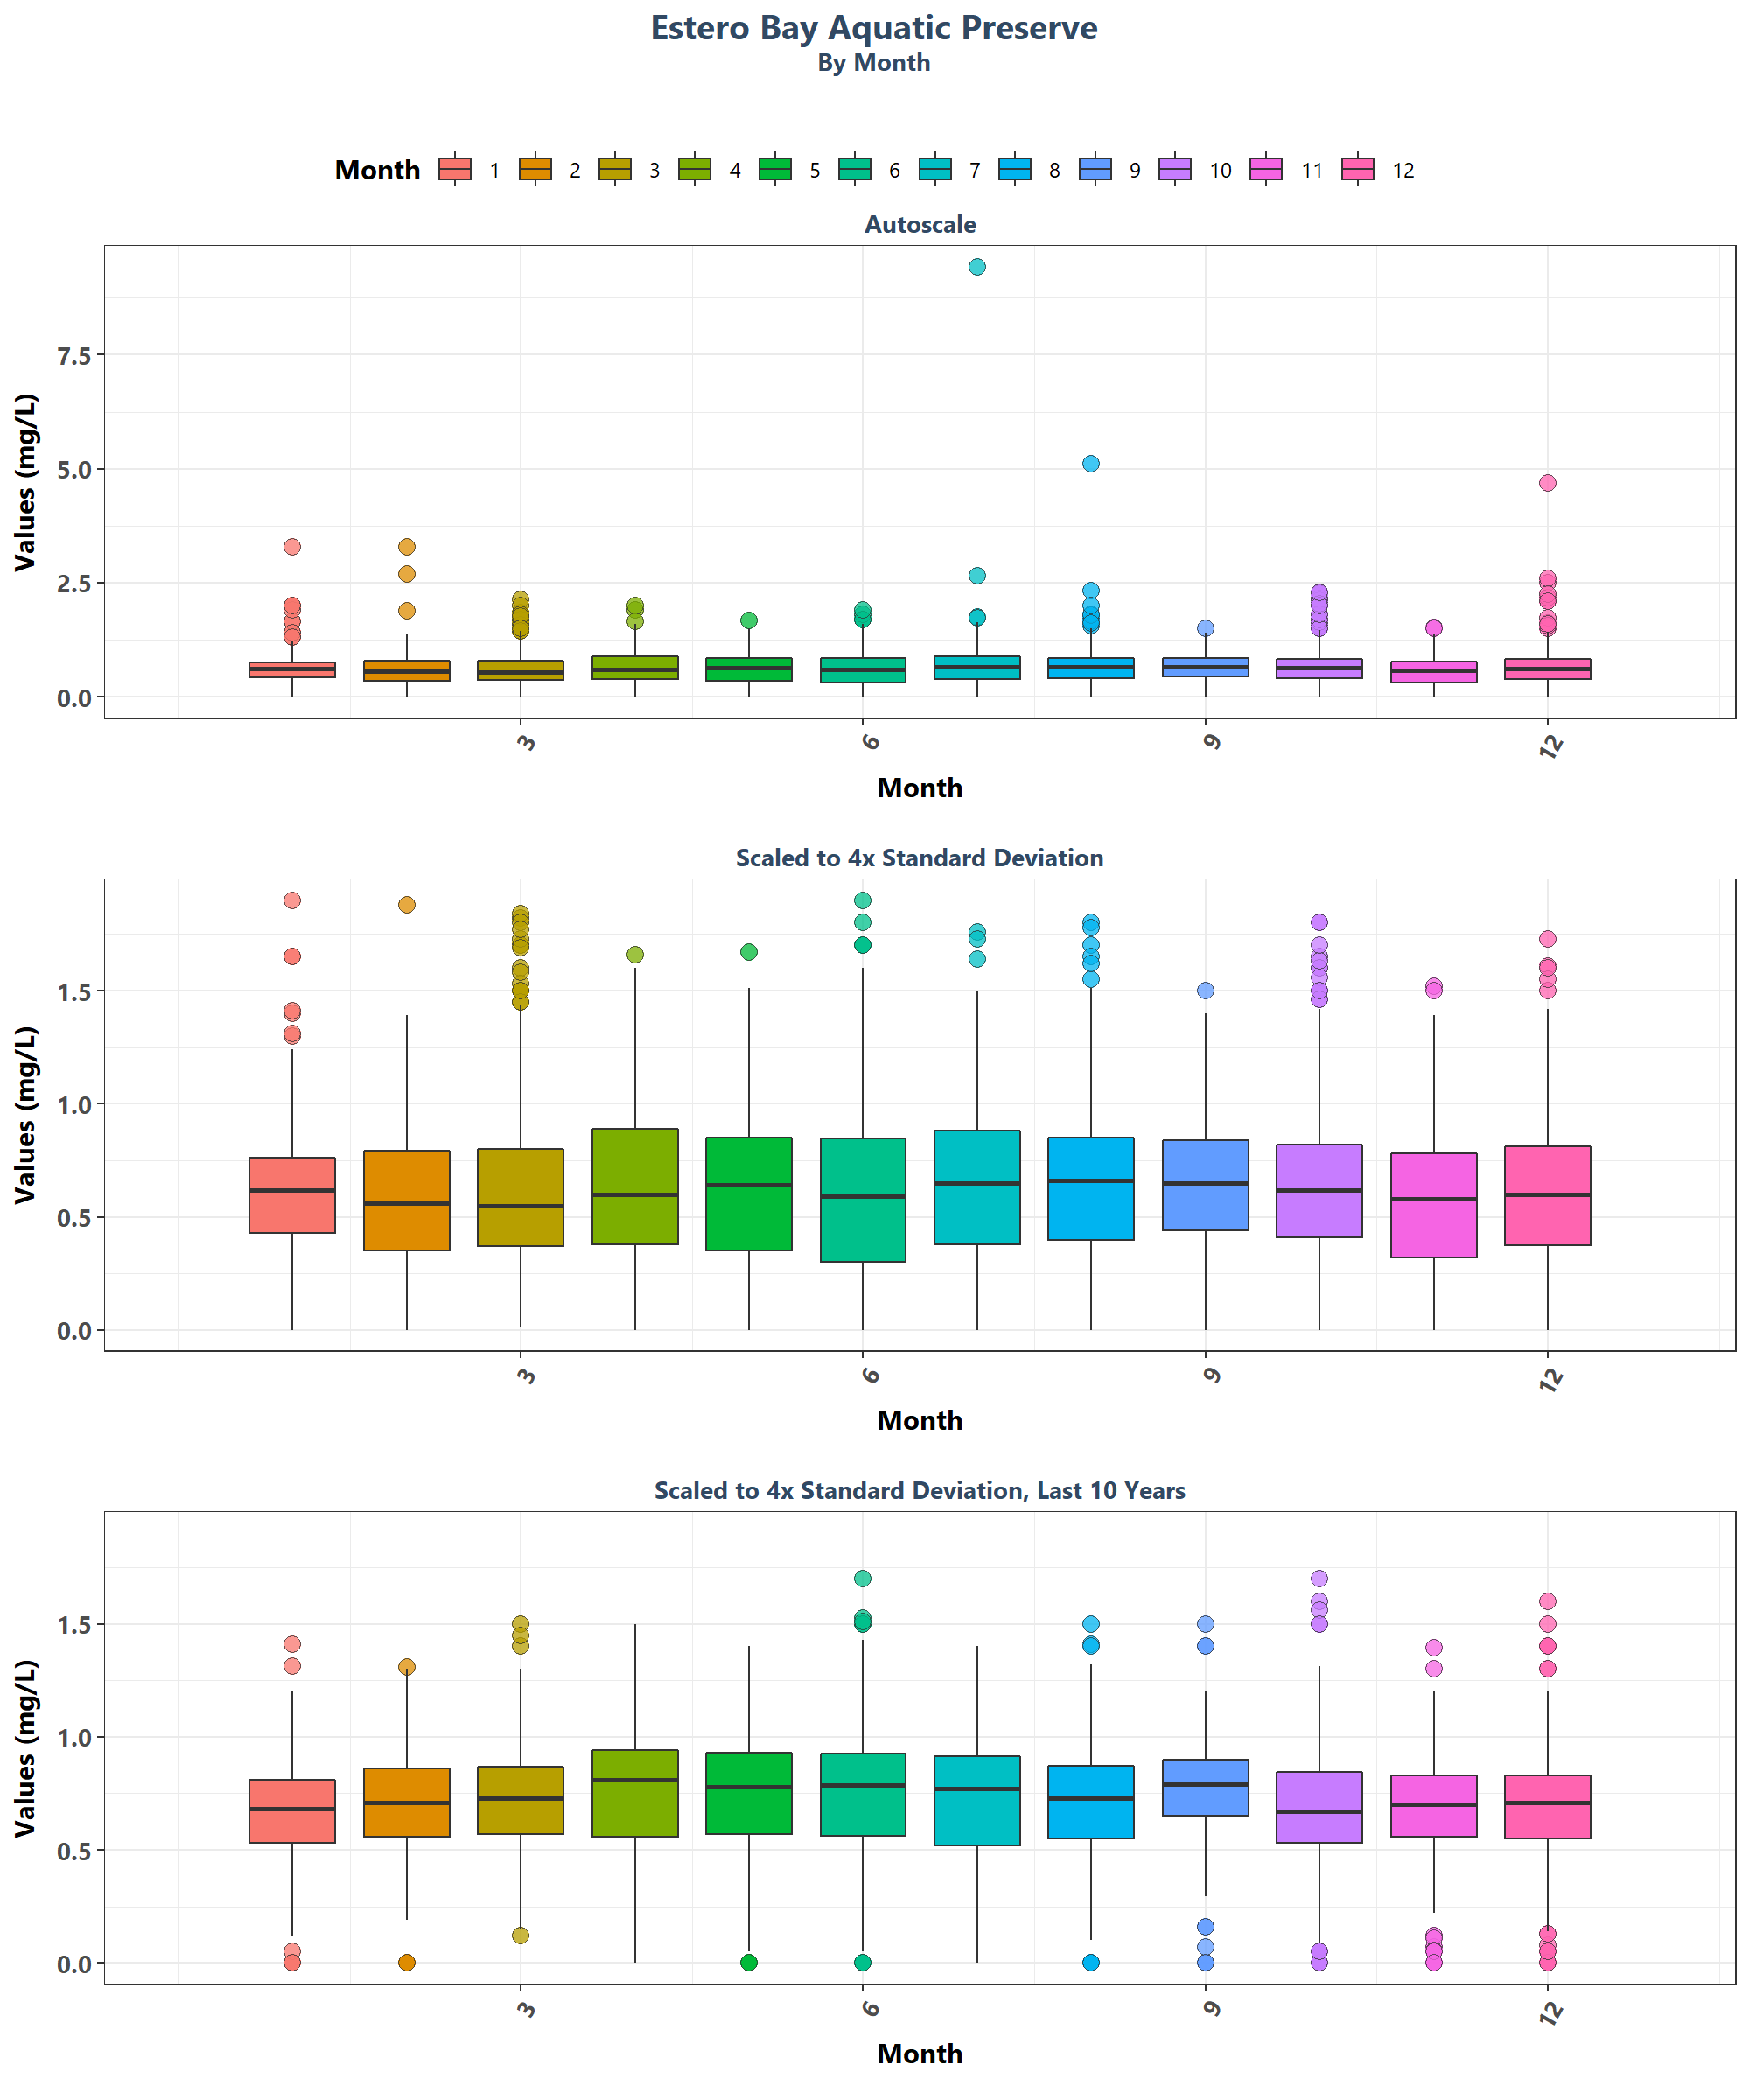 Estero Bay Aquatic Preserve
By Month
Month 1 2 3 4 5 6 7 8 9 10 11 12
Autoscale
Values (mg/L)
7.5
5.0
2.5
0.0
3 6 9 12
Month
Scaled to 4x Standard Deviation
Values (mg/L)
1.5
1.0
0.5
0.0
3 6 9 12
Month
Scaled to 4x Standard Deviation, Last 10 Years
Values (mg/L)
1.5
1.0
0.5
0.0
3 6 9 12
Month